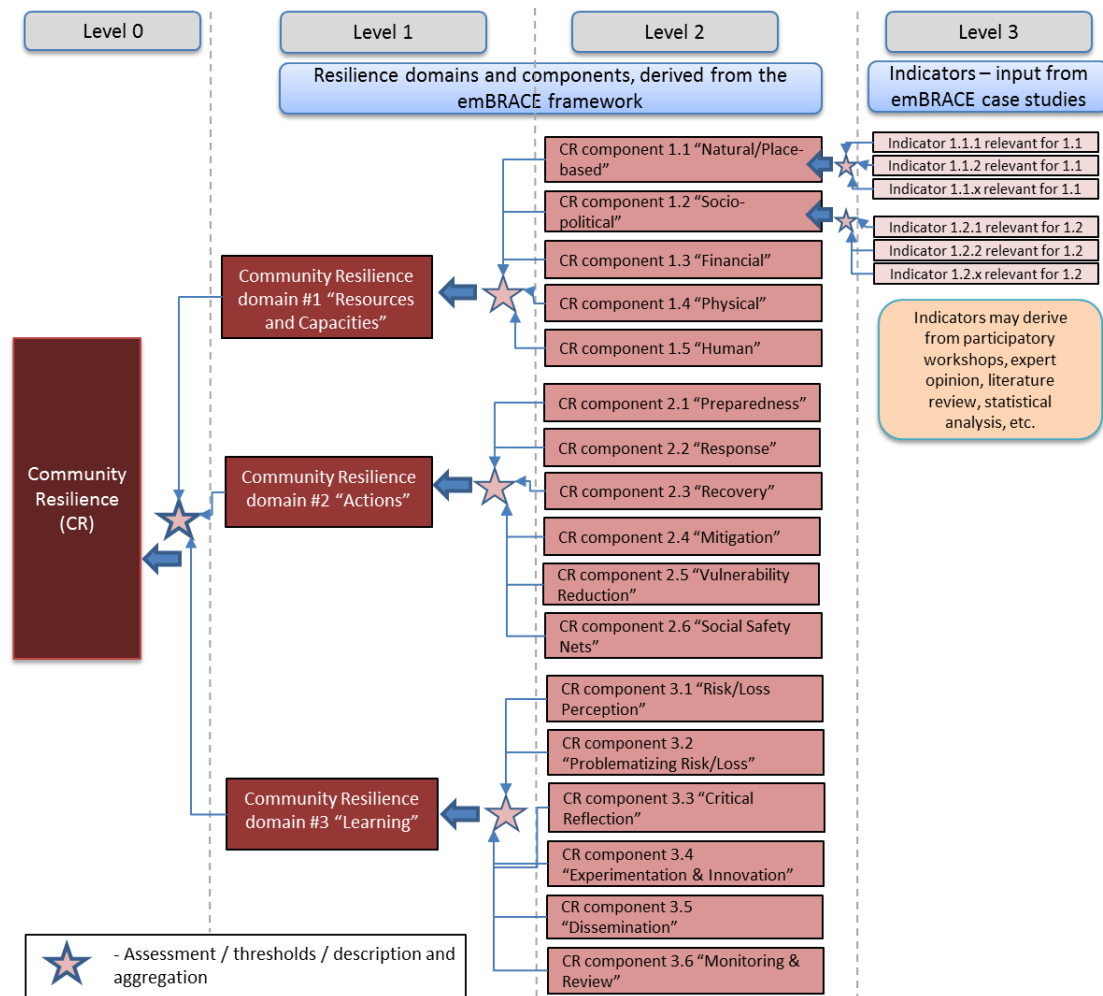 Level 0
Level 1
Level 2
Level 3
Resilience domains and components, derived from the
emBRACE framework
Indicators – input from
emBRACE case studies
CR component 1.1 “Natural/Place-
based”
CR component 1.2 “Socio-
political”
CR component 1.3 “Financial”
CR component 1.4 “Physical”
CR component 1.5 “Human”
Indicator 1.1.1 relevant for 1.1
Indicator 1.1.2 relevant for 1.1
Indicator 1.1.x relevant for 1.1
Indicator 1.2.1 relevant for 1.2
Indicator 1.2.2 relevant for 1.2
Indicator 1.2.x relevant for 1.2
Indicators may derive
from participatory
workshops, expert
opinion, literature
review, statistical
analysis, etc.
Community Resilience
domain #1 “Resources
and Capacities”
CR component 2.1 “Preparedness”
CR component 2.2 “Response”
CR component 2.3 “Recovery”
CR component 2.4 “Mitigation”
CR component 2.5 “Vulnerability
Reduction”
CR component 2.6 “Social Safety
Nets”
Community Resilience
domain #2 “Actions”
Community
Resilience
(CR)
CR component 3.1 “Risk/Loss
Perception”
CR component 3.2
“Problematizing Risk/Loss”
CR component 3.3 “Critical
Reflection”
CR component 3.4
“Experimentation & Innovation”
CR component 3.5
“Dissemination”
CR component 3.6 “Monitoring &
Review”
Community Resilience
domain #3 “Learning”
- Assessment / thresholds / description and
aggregation